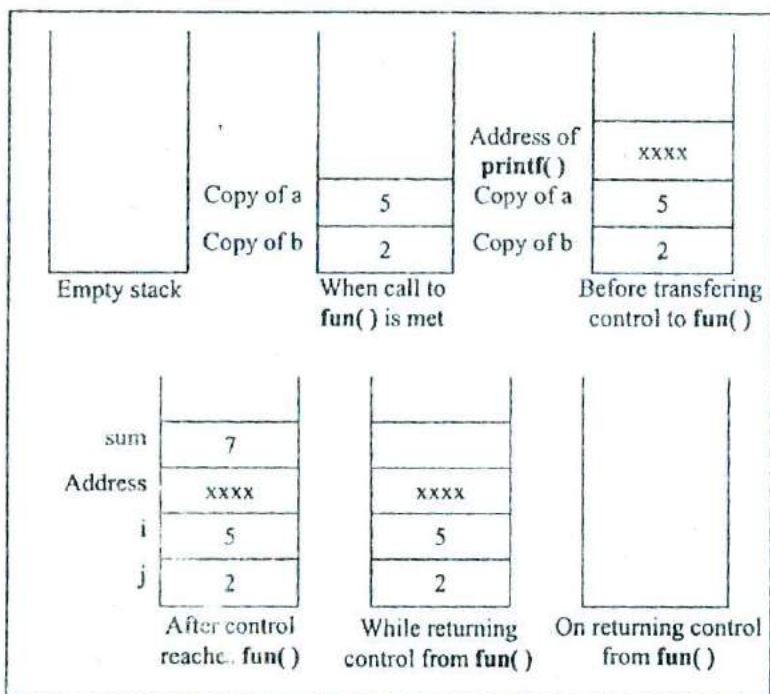 Address of
printf( )
xxxx
Copy of a
5
Copy of a
5
Copy of b
2
Copy of b
2
Empty stack
When call to
fun( ) is met
Before transfering
control to fun( )
sum
7
Address
xxxx
xxxx
i
5
5
j
2
2
After control
reache.. fun( )
While returning
control from fun( )
On returning control
from fun( )